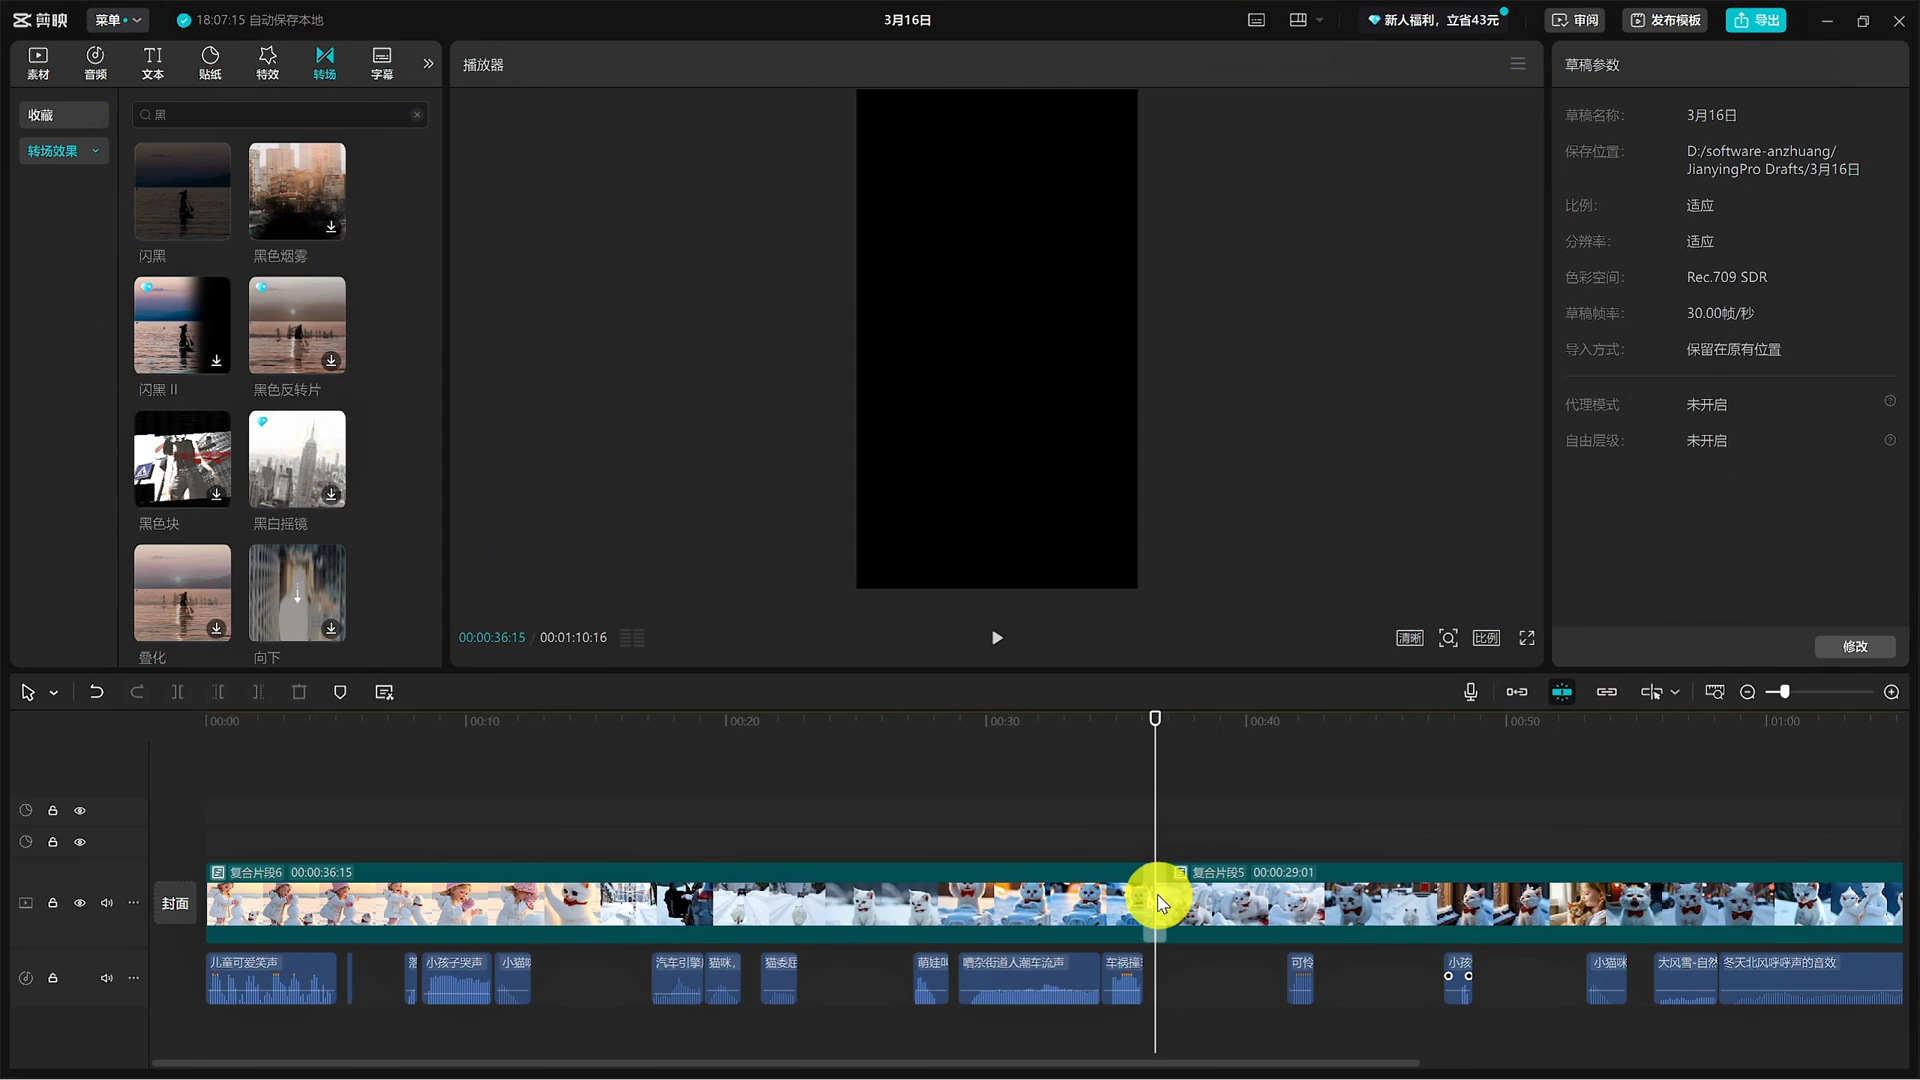 剪映
菜单
18:07:15 自动保存本地
3月16日
新人福利，立省43元
审阅
发布模板
导出
素材
音频
文本
贴纸
特效
转场
字幕
播放器
草稿参数
收藏
黑
转场效果
闪黑
黑色烟雾
闪黑 II
黑色反转片
黑色块
黑白摇镜
叠化
向下
草稿名称：
3月16日
保存位置：
D:/software-anzhuang/
JianyingPro Drafts/3月16日
比例：
适应
分辨率：
适应
色彩空间：
Rec.709 SDR
草稿帧率：
30.00帧/秒
导入方式：
保留在原有位置
代理模式
未开启
自由层级：
未开启
修改
00:00:36:15 / 00:01:10:16
清晰
比例
00:00
00:10
00:20
00:30
00:40
00:50
01:00
复合片段6 00:00:36:15
复合片段5 00:00:29:01
封面
儿童可爱笑声
小孩子哭声
小猫
汽车引擎
猫咪，
猫委屈
萌娃
嘈杂街道人潮车流声
车祸撞
可怜
小孩
小猫咪
大风雪-自然
冬天北风呼呼声的音效